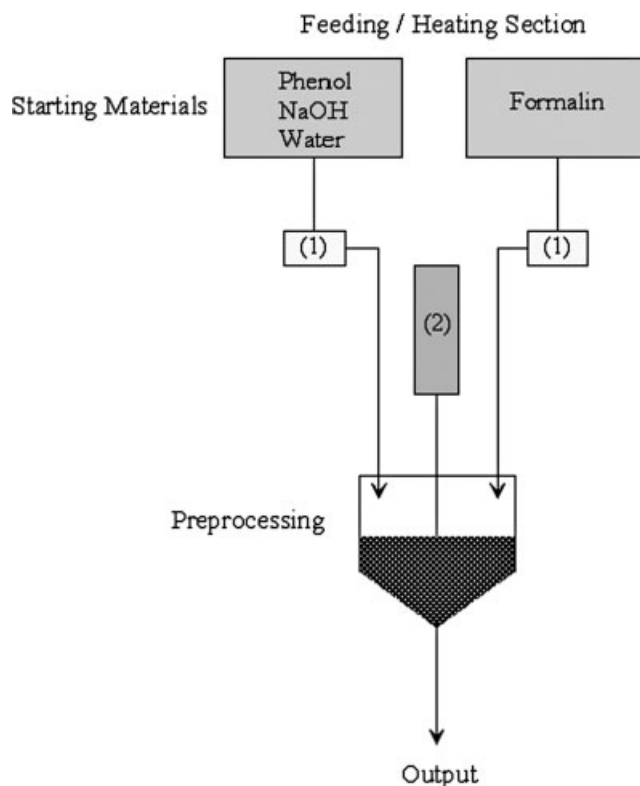 Feeding / Heating Section
Starting Materials
Phenol
NaOH
Water
Formalin
(1)
(1)
(2)
Preprocessing
Output